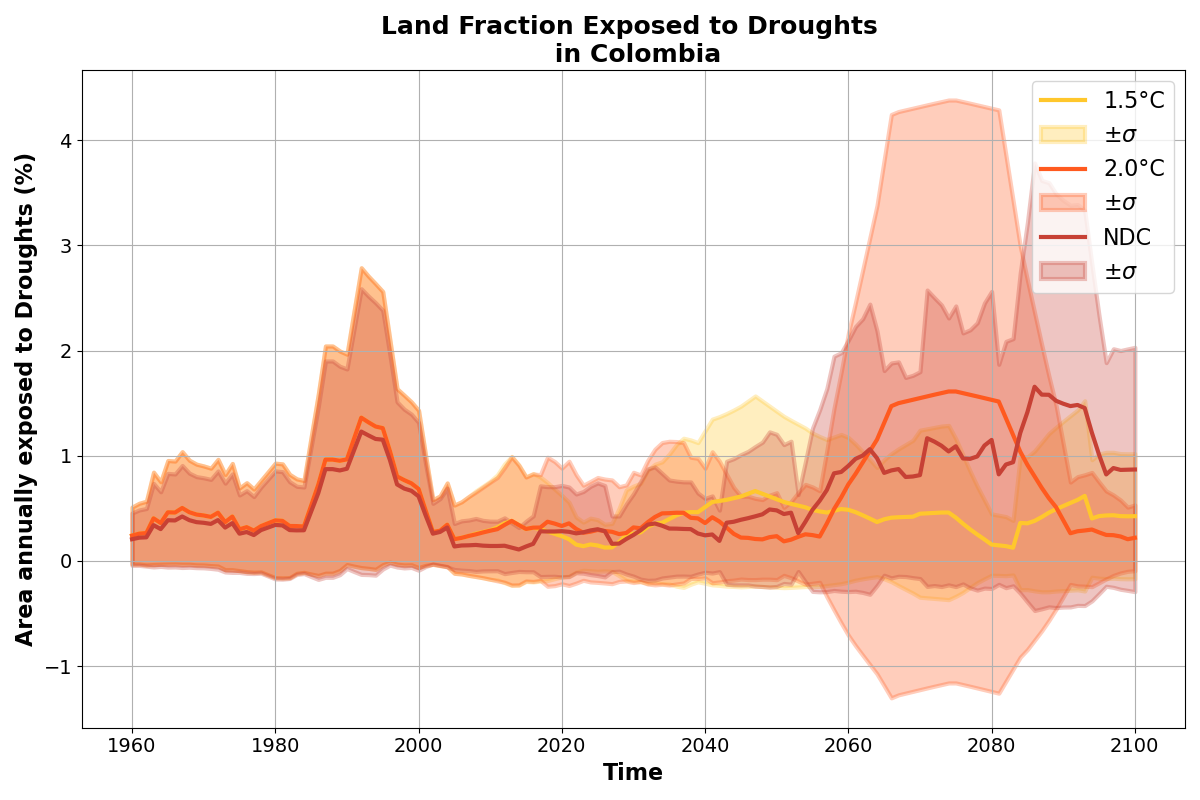 Land Fraction Exposed to Droughts
in Colombia
Area annually exposed to Droughts (%)
4
3
2
1
0
−1
1960 1980 2000 2020 2040 2060 2080 2100
Time
1.5°C
±σ
2.0°C
±σ
NDC
±σ